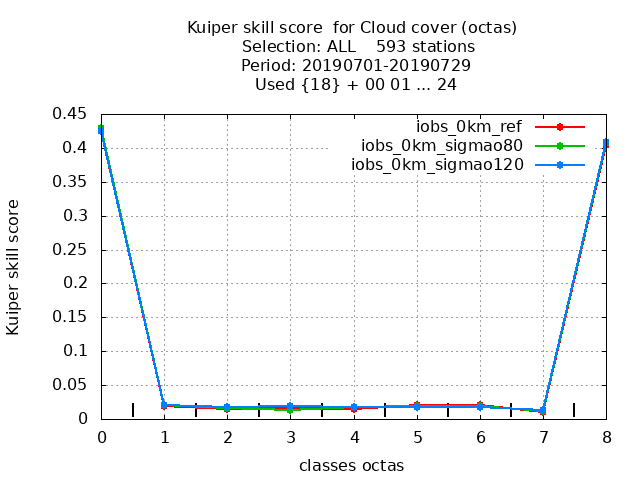 Kuiper skill score  for Cloud cover (octas)
Selection: ALL    593 stations
Period: 20190701-20190729
Used {18} + 00 01 ... 24
iobs_0km_ref
iobs_0km_sigmao80
iobs_0km_sigmao120
Kuiper skill score
0.45
0.4
0.35
0.3
0.25
0.2
0.15
0.1
0.05
0
0 1 2 3 4 5 6 7 8
classes octas